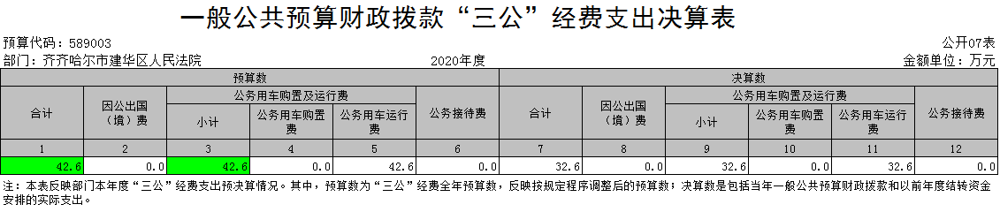 一般公共预算财政拨款“三公”经费支出决算表
预算代码：589003 公开07表
部门：齐齐哈尔市建华区人民法院 2020年度 金额单位：万元
预算数 决算数
合计 因公出国（境）费 公务用车购置及运行费 公务接待费 合计 因公出国（境）费 公务用车购置及运行费 公务接待费
小计 公务用车购置费 公务用车运行费 小计 公务用车购置费 公务用车运行费
1 2 3 4 5 6 7 8 9 10 11 12
42.6 0.0 42.6 0.0 42.6 0.0 32.6 0.0 32.6 0.0 32.6 0.0
注：本表反映部门本年度“三公”经费支出预决算情况。其中，预算数为“三公”经费全年预算数，反映按规定程序调整后的预算数；决算数是包括当年一般公共预算财政拨款和以前年度结转资金
安排的实际支出。